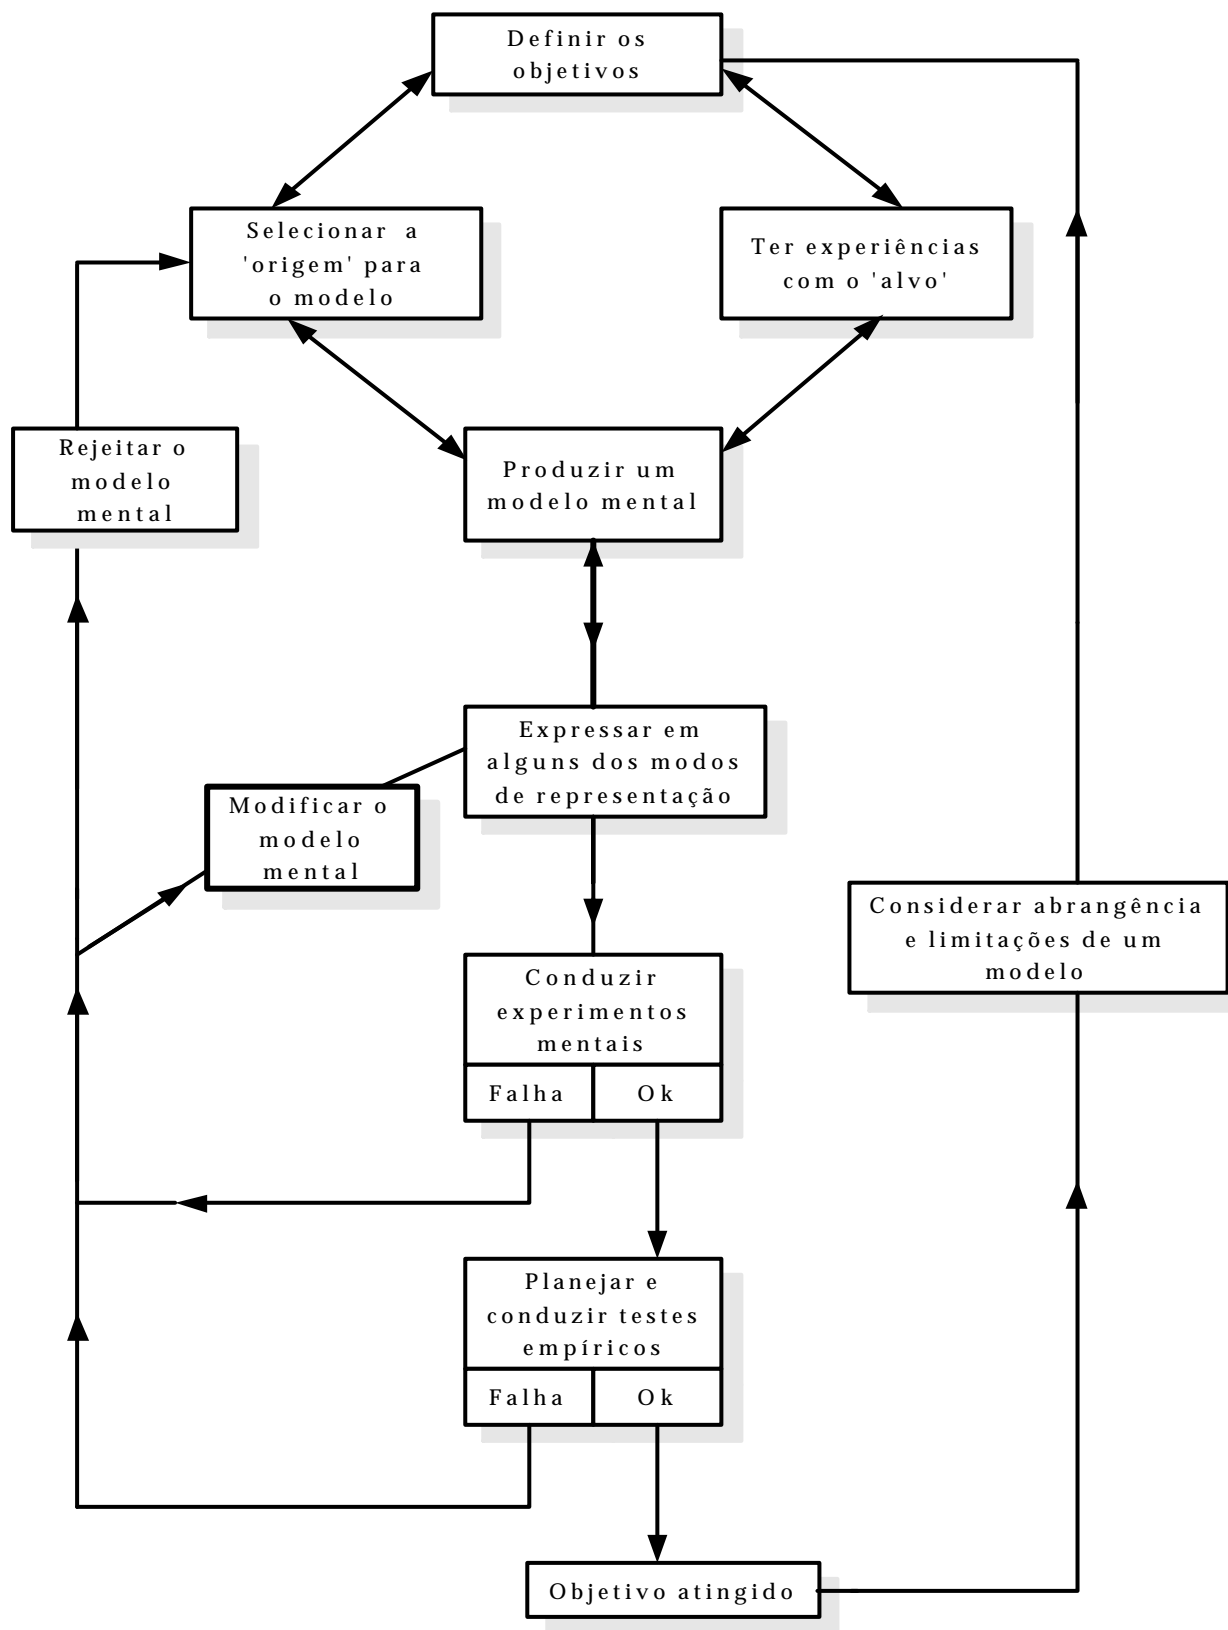 Definir os
objetivos
Selecionar a
'origem' para
o modelo
Ter experiências
com o 'alvo'
Rejeitar o
modelo
mental
Produzir um
modelo mental
Expressar em
alguns dos modos
de representação
Modificar o
modelo
mental
Considerar abrangência
e limitações de um
modelo
Conduzir
experimentos
mentais
Falha
Ok
Planejar e
conduzir testes
empíricos
Falha
Ok
Objetivo atingido